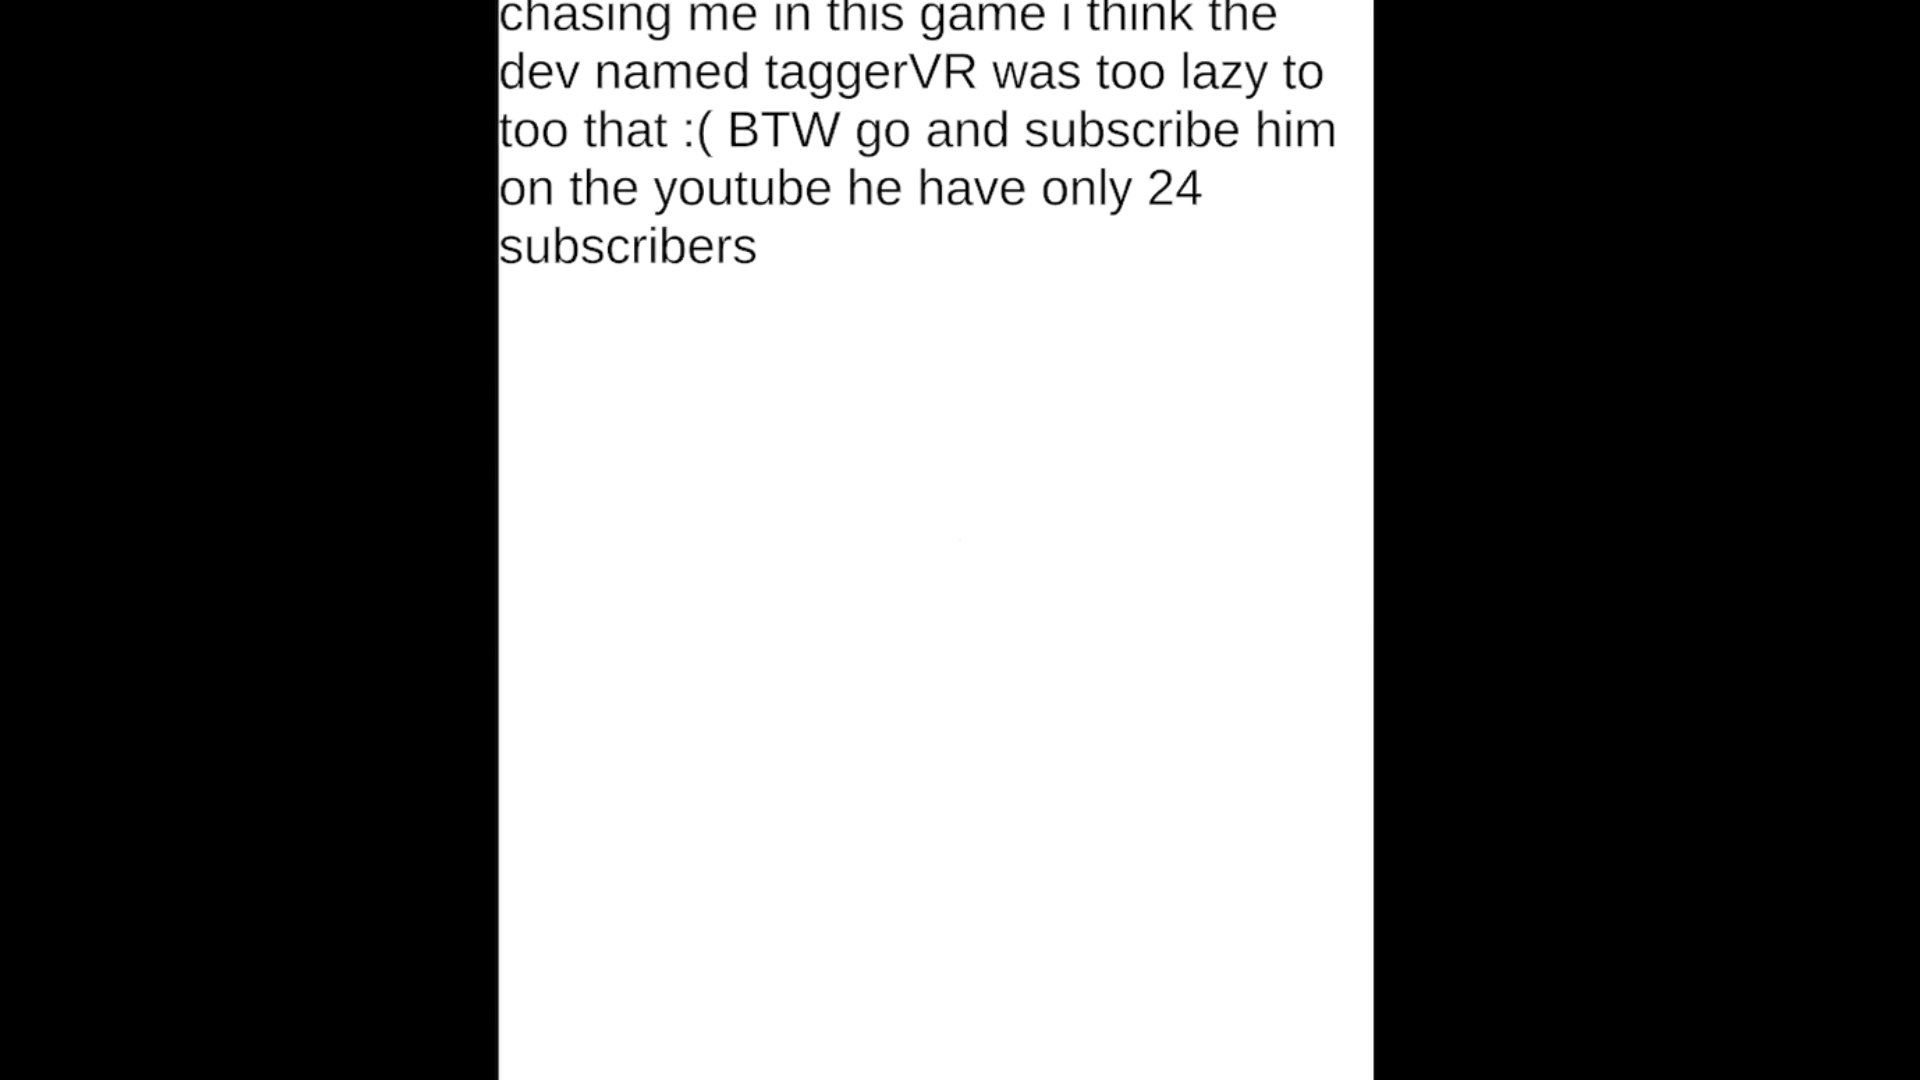 chasing me in this game i think the
dev named taggerVR was too lazy to
too that :( BTW go and subscribe him
on the youtube he have only 24
subscribers